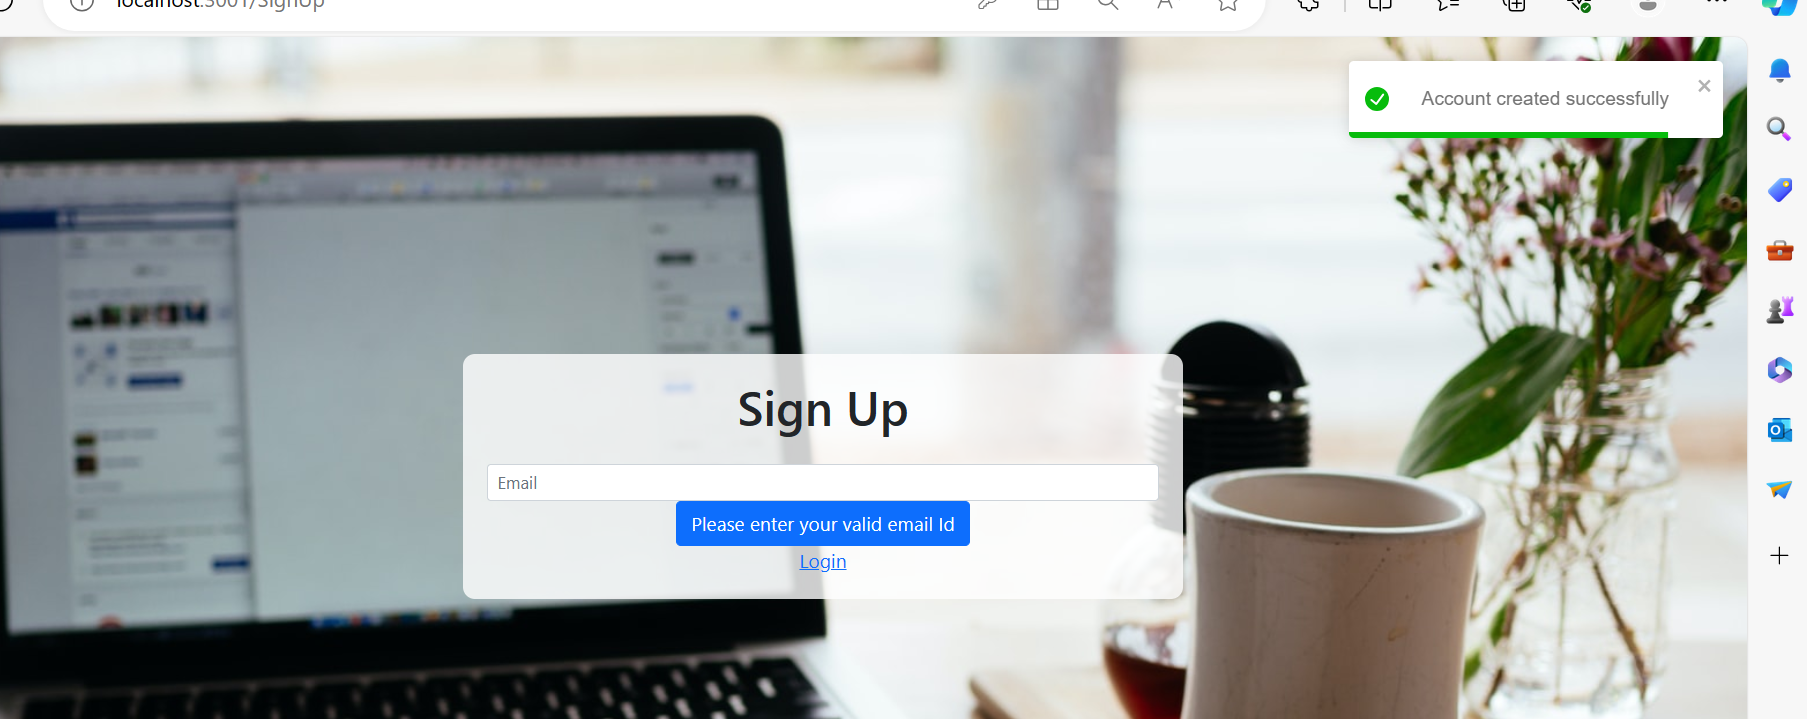 localhost:3001/SignUp
Account created successfully
Sign Up
Email
Please enter your valid email Id
Login